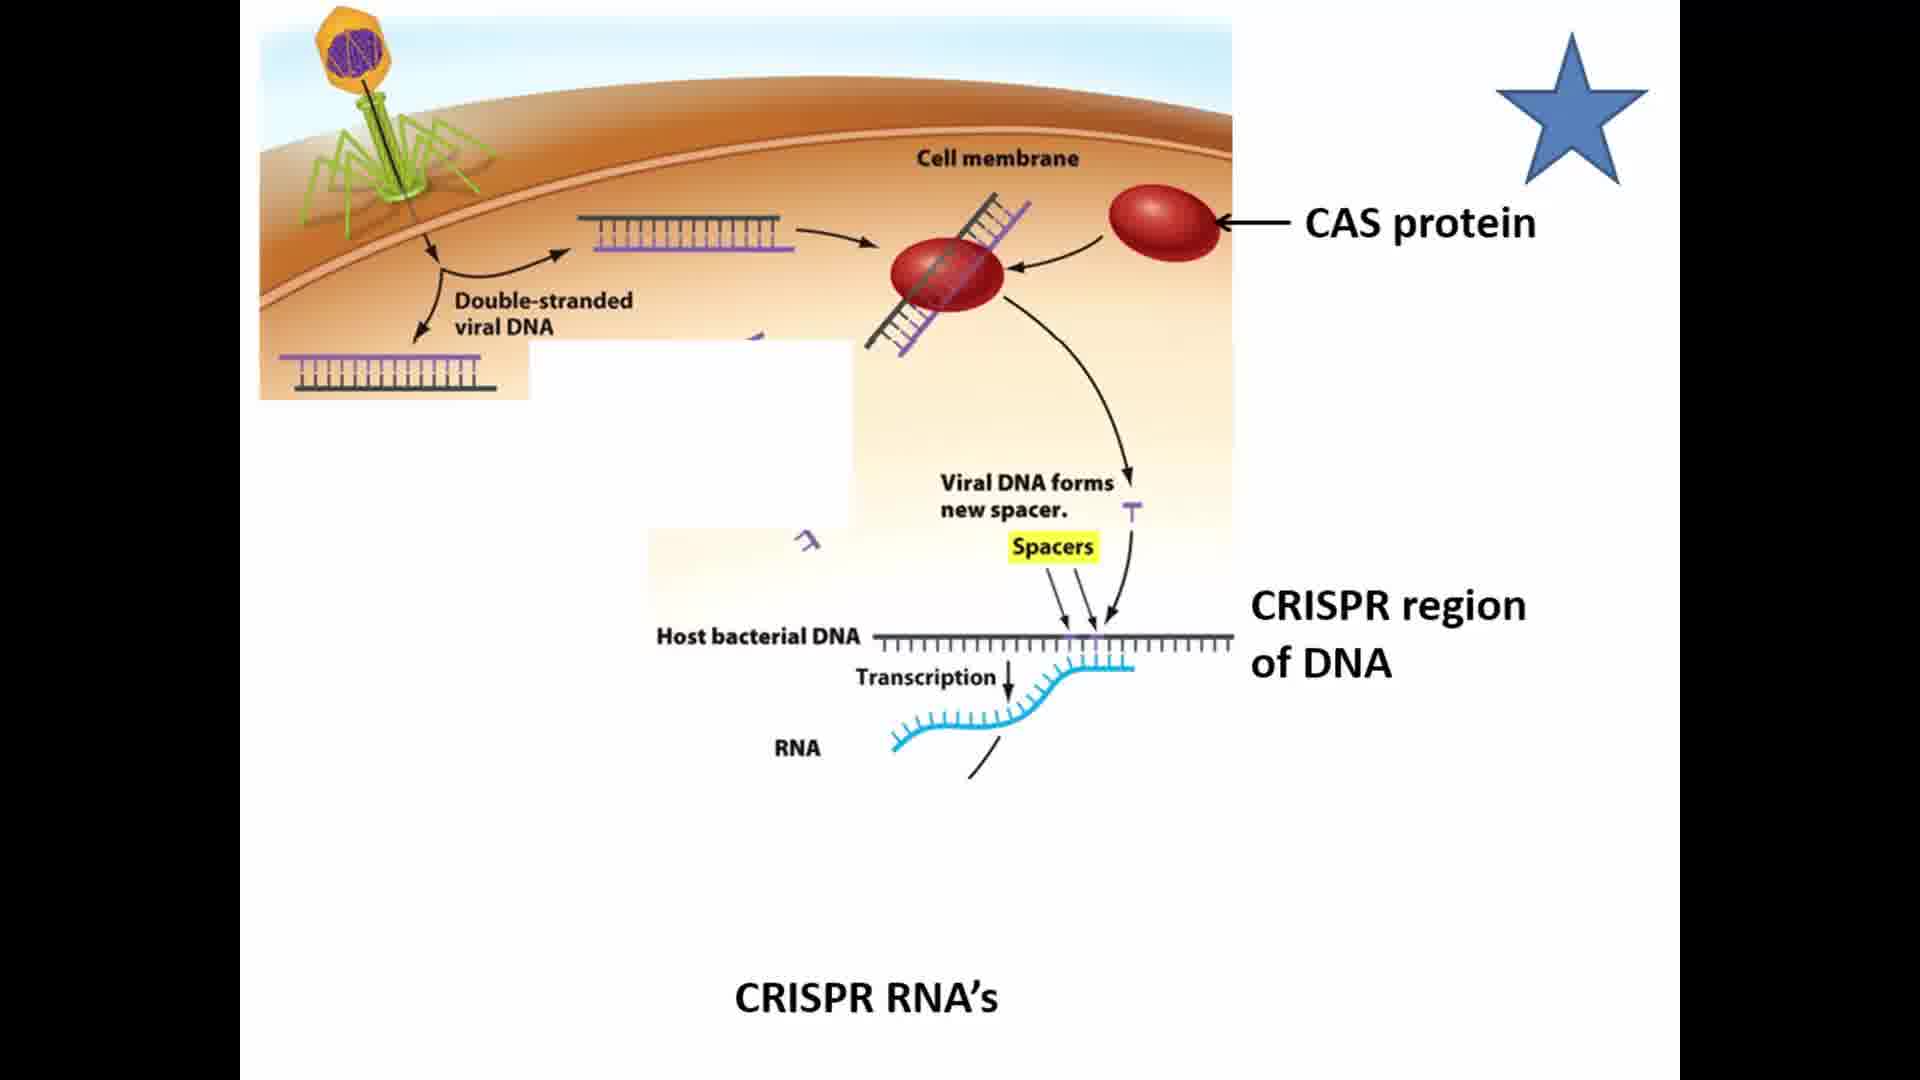 Cell membrane
CAS protein
Double-stranded
viral DNA
Viral DNA forms
new spacer.
Spacers
Host bacterial DNA
CRISPR region
of DNA
Transcription
RNA
CRISPR RNA’s